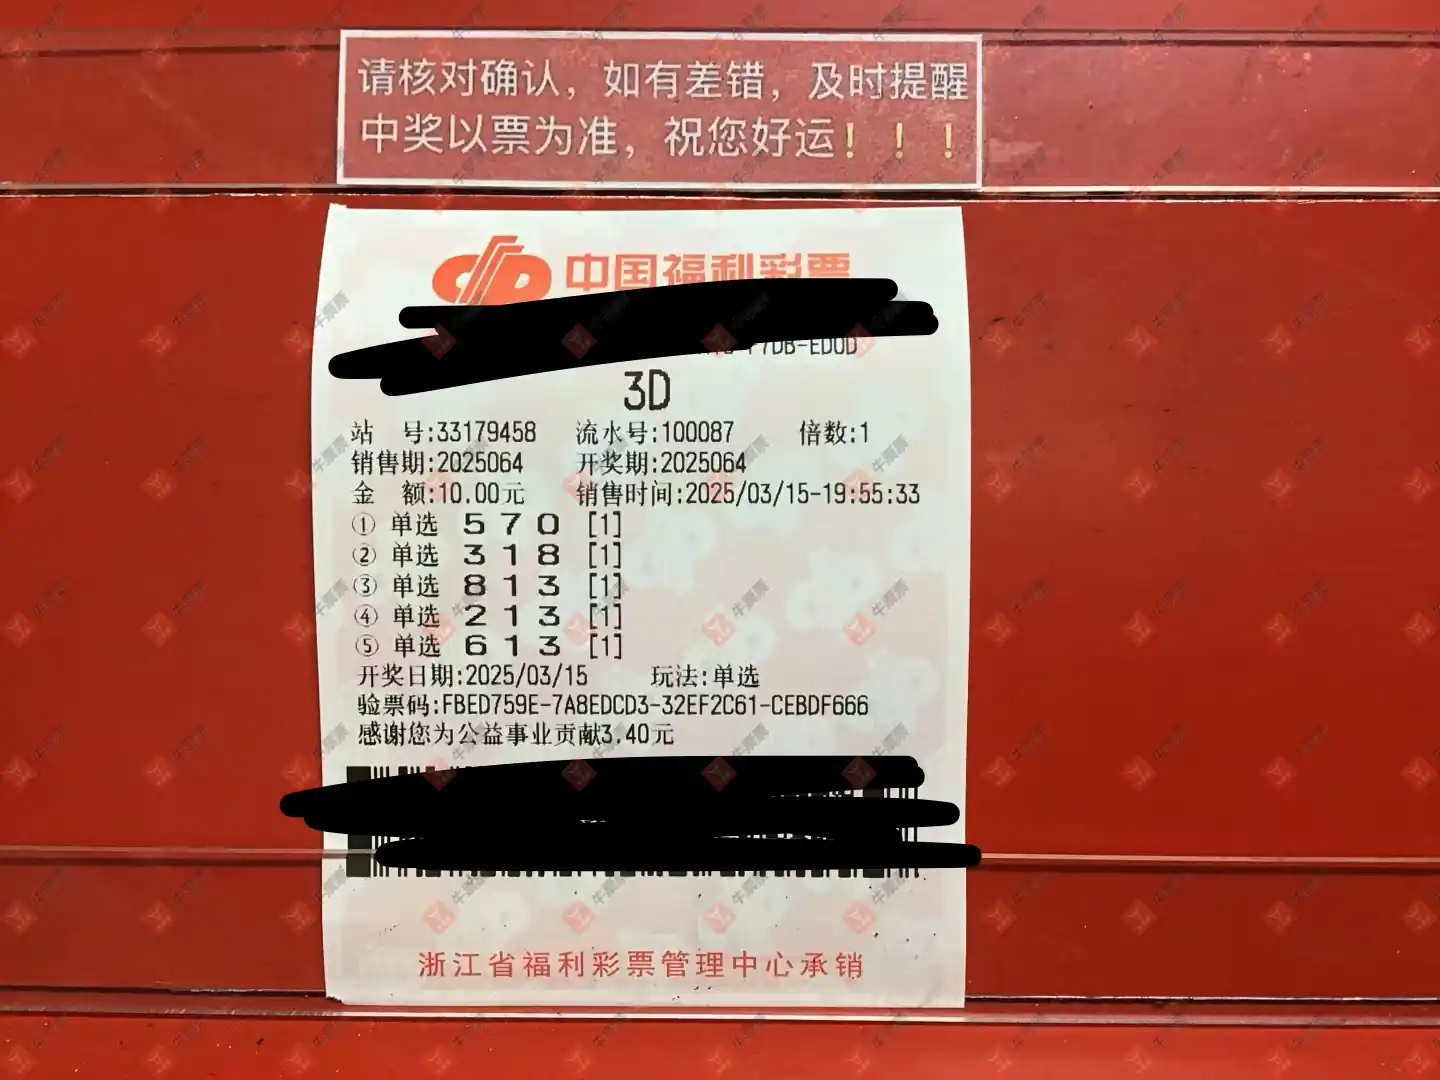 请核对确认，如有差错，及时提醒
中奖以票为准，祝您好运！！！
中国福利彩票
3D
站 号:33179458 流水号:100087 倍数:1
销售期:2025064 开奖期:2025064
金 额:10.00元 销售时间:2025/03/15-19:55:33
① 单选 5 7 0 [1]
② 单选 3 1 8 [1]
③ 单选 8 1 3 [1]
④ 单选 2 1 3 [1]
⑤ 单选 6 1 3 [1]
开奖日期:2025/03/15 玩法:单选
验票码:FBED759E-7A8EDCD3-32EF2C61-CEBDF666
感谢您为公益事业贡献3.40元
浙江省福利彩票管理中心承销